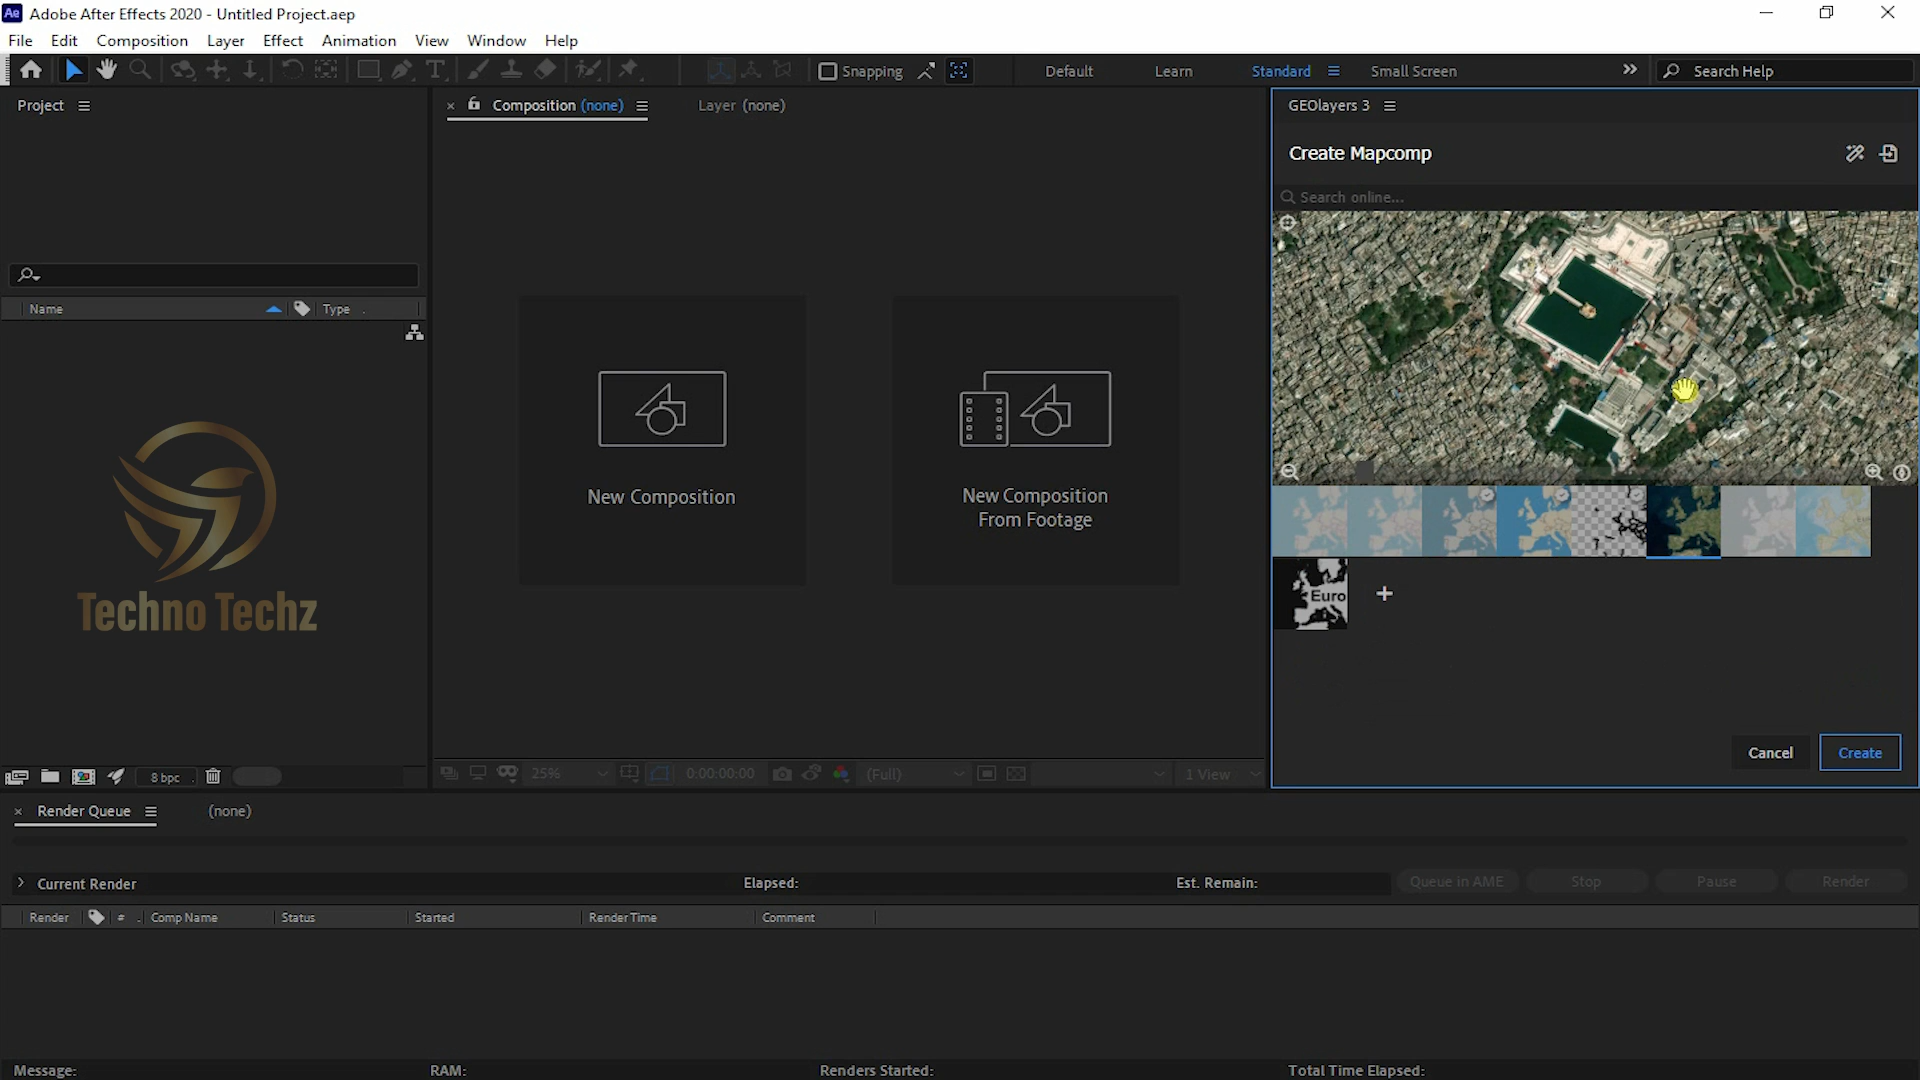 Ae Adobe After Effects 2020 - Untitled Project.aep
File Edit Composition Layer Effect Animation View Window Help
Snapping Default Learn Standard Small Screen Search Help
Project Composition (none) Layer (none) GEOlayers 3
Create Mapcomp
Search online...
Name Type
New Composition
New Composition
From Footage
Euro
Techno Techz
Cancel Create
8 bpc 25% 0:00:00:00 (Full) 1 View
Render Queue (none)
Current Render Elapsed: Est. Remain: Queue in AME Stop Pause Render
Render # Comp Name Status Started Render Time Comment
Message: RAM: Renders Started: Total Time Elapsed: